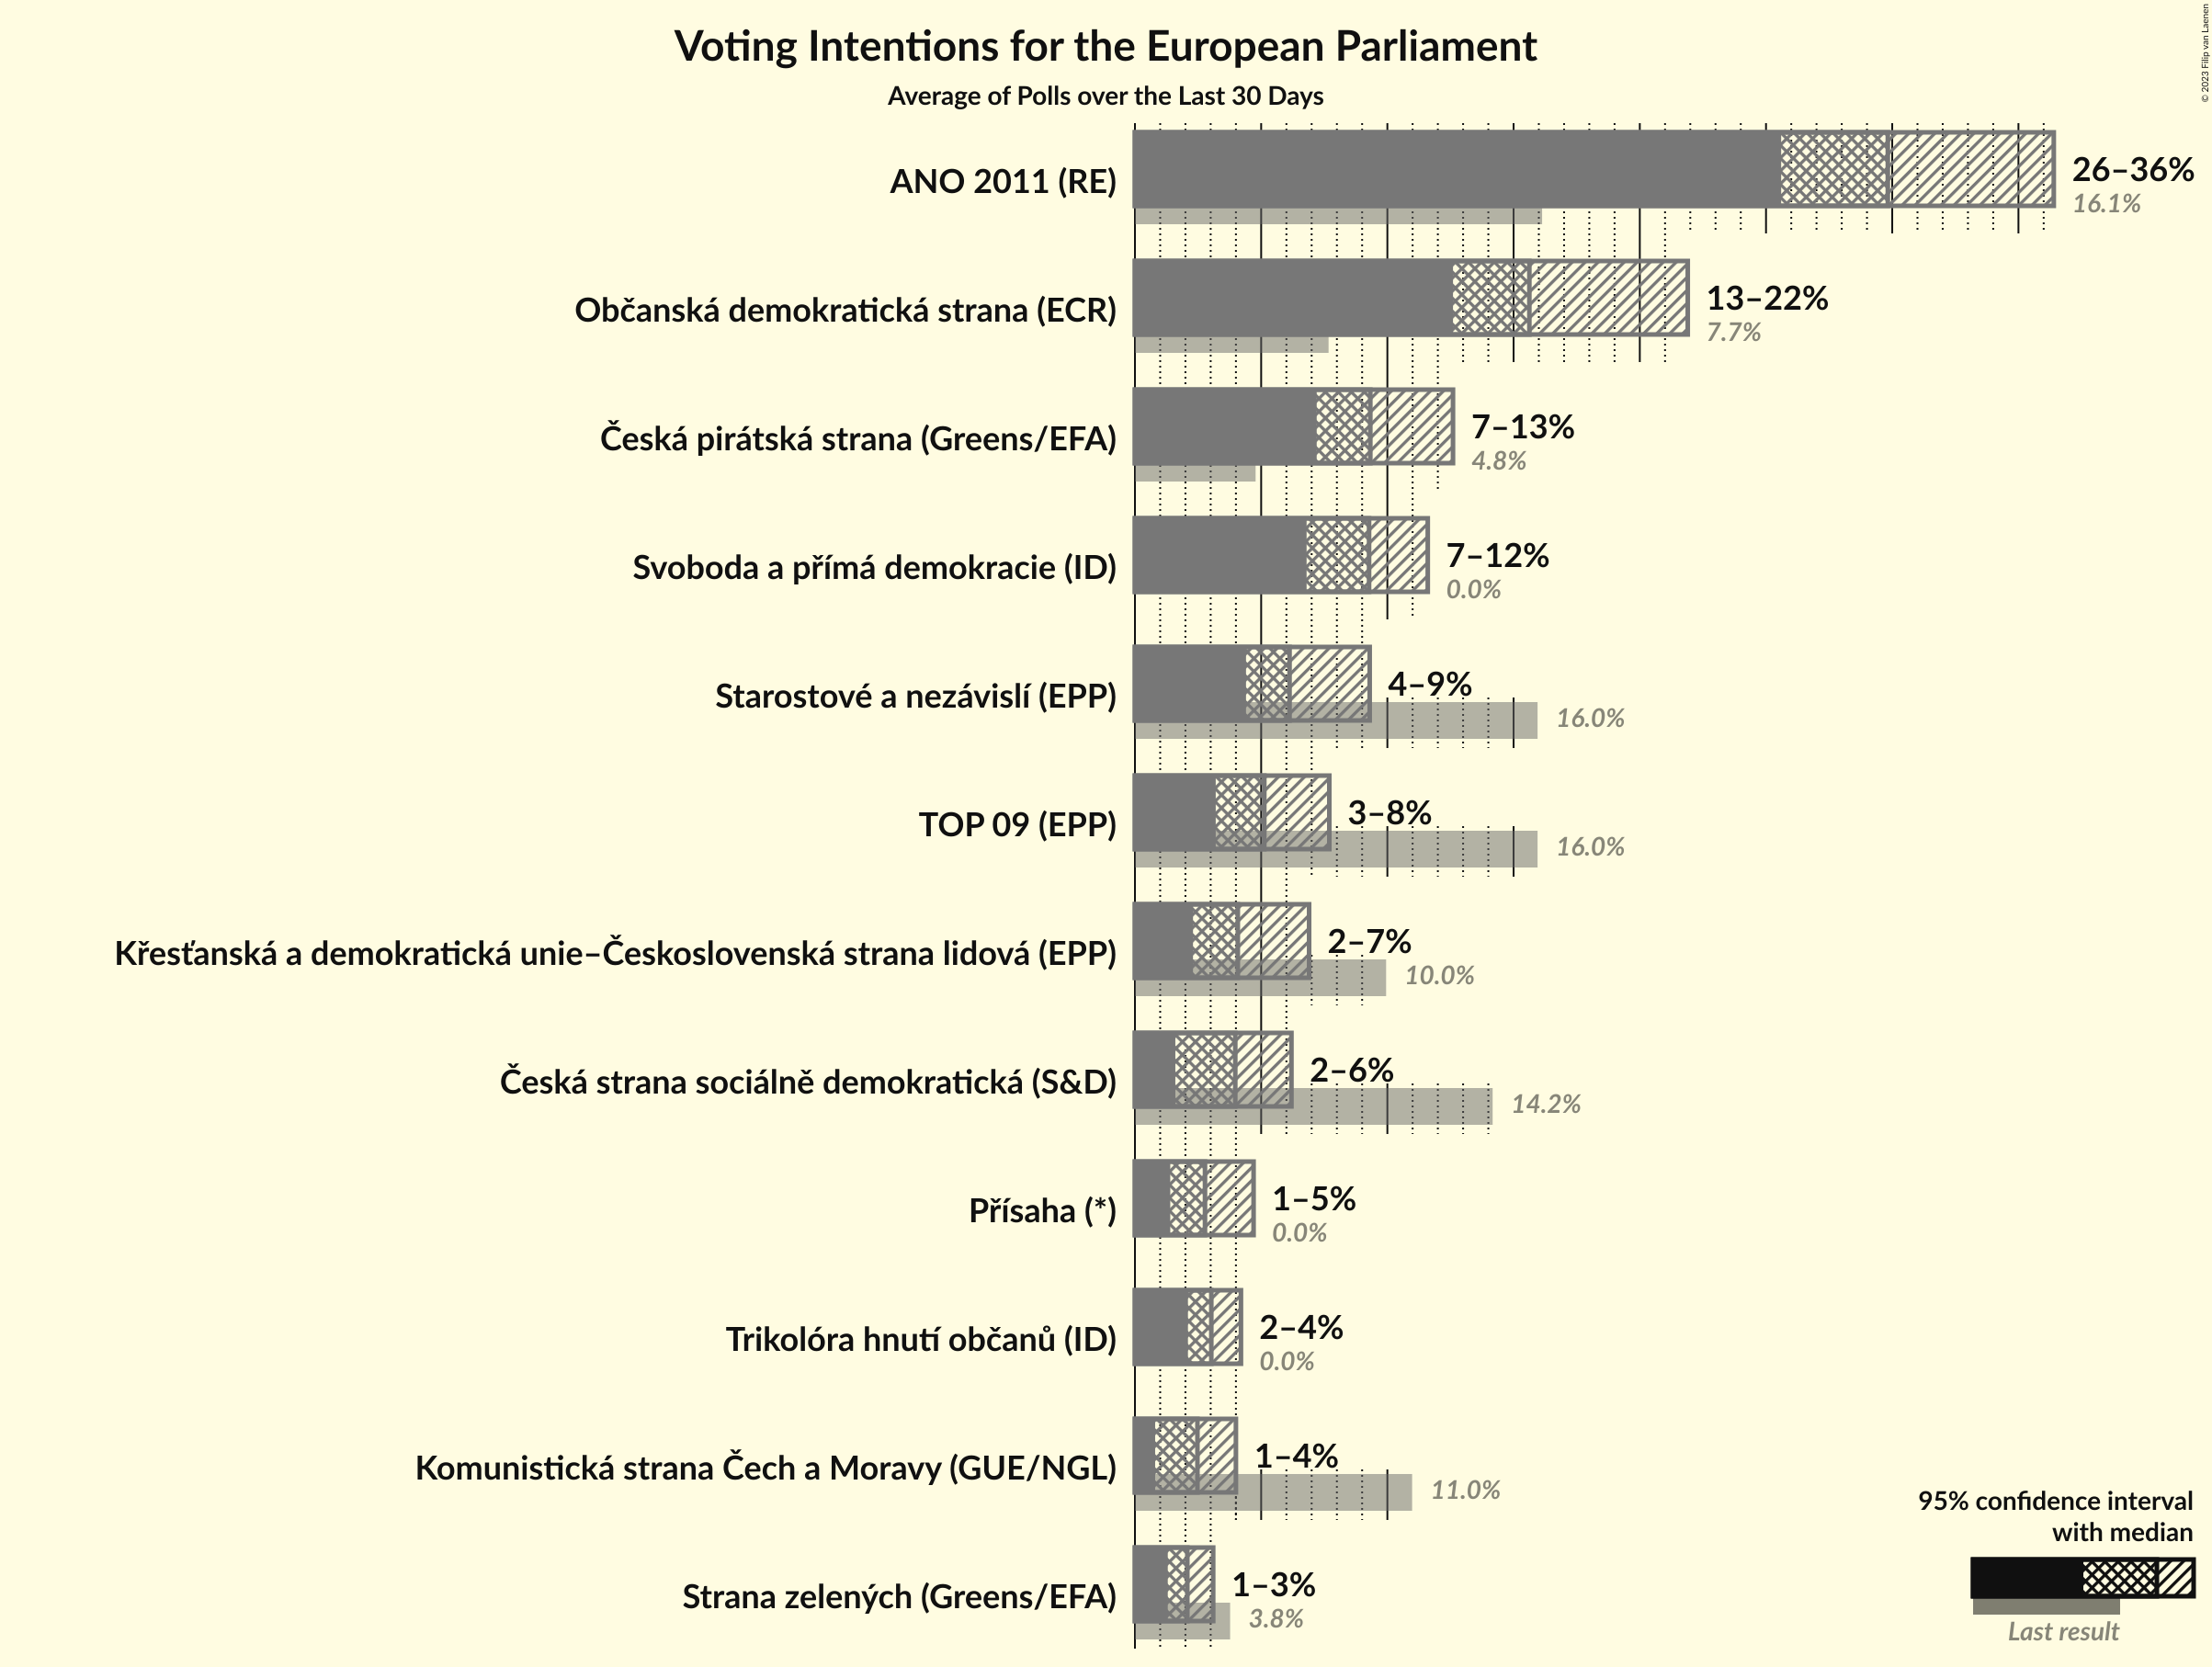 Voting Intentions for the European Parliament
Average of Polls over the Last 30 Days
© 2023 Filip van Laenen
ANO 2011 (RE)
26–36%
16.1%
Občanská demokratická strana (ECR)
13–22%
7.7%
Česká pirátská strana (Greens/EFA)
7–13%
4.8%
Svoboda a přímá demokracie (ID)
7–12%
0.0%
Starostové a nezávislí (EPP)
4–9%
16.0%
TOP 09 (EPP)
3–8%
16.0%
Křesťanská a demokratická unie–Československá strana lidová (EPP)
2–7%
10.0%
Česká strana sociálně demokratická (S&D)
2–6%
14.2%
Přísaha (*)
1–5%
0.0%
Trikolóra hnutí občanů (ID)
2–4%
0.0%
Komunistická strana Čech a Moravy (GUE/NGL)
1–4%
11.0%
Strana zelených (Greens/EFA)
1–3%
3.8%
95% confidence interval
with median
Last result